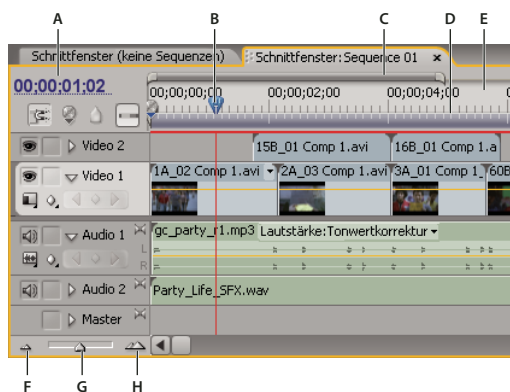 A B C D E
Schnittfenster (keine Sequenzen) Schnittfenster: Sequence 01 x
00;00;01;02 00;00;00;00 00;00;02;00 00;00;04;00
Video 2 15B_01 Comp 1.avi 16B_01 Comp 1.a
Video 1 1A_02 Comp 1.avi 2A_03 Comp 1.avi 3A_01 Comp 1_ 60B
Audio 1 gc_party_r1.mp3 Lautstärke:Tonwertkorrektur
L
R
Audio 2 Party_Life_SFX.wav
Master
F G H